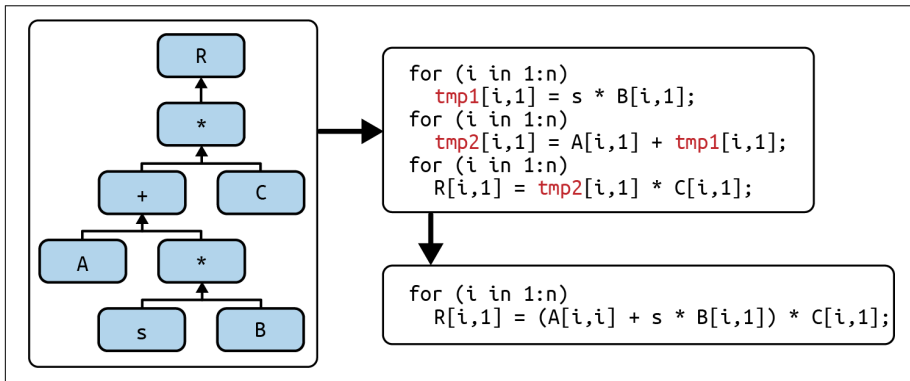 R
*
+
C
A
*
s
B
for (i in 1:n)
tmp1[i,1] = s * B[i,1];
for (i in 1:n)
tmp2[i,1] = A[i,1] + tmp1[i,1];
for (i in 1:n)
R[i,1] = tmp2[i,1] * C[i,1];
for (i in 1:n)
R[i,1] = (A[i,i] + s * B[i,1]) * C[i,1];